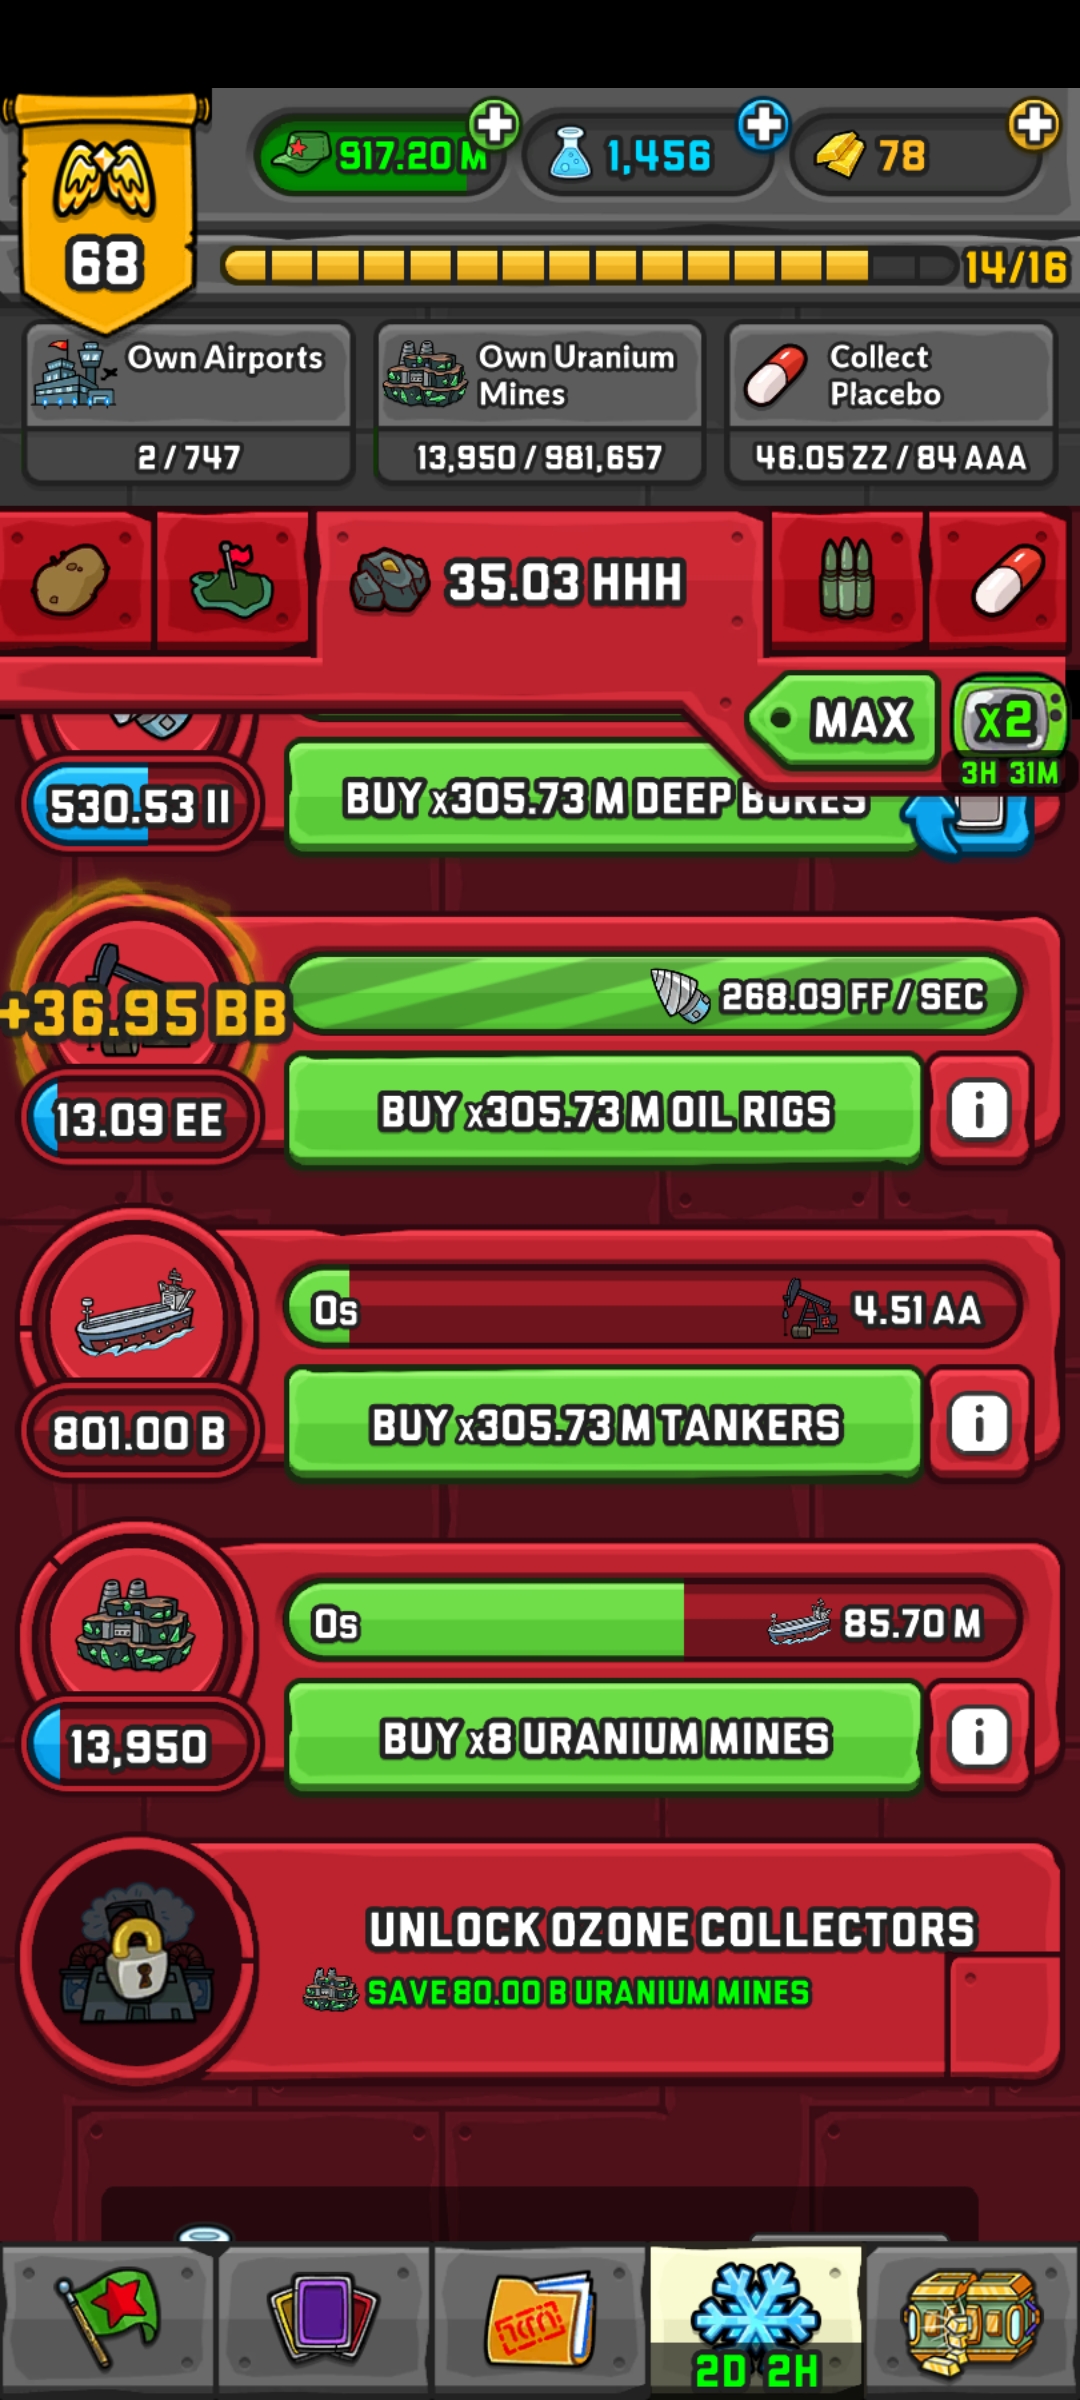 917.20 M
1,456
78
68
14/16
Own Airports
2 / 747
Own Uranium
Mines
13,950 / 981,657
Collect
Placebo
46.05 ZZ / 84 AAA
35.03 HHH
MAX
x2
3H 31M
530.53 II
BUY x305.73 M DEEP BORES
+36.95 BB
268.09 FF / SEC
13.09 EE
BUY x305.73 M OIL RIGS
i
0s
4.51 AA
801.00 B
BUY x305.73 M TANKERS
i
0s
85.70 M
13,950
BUY x8 URANIUM MINES
i
UNLOCK OZONE COLLECTORS
SAVE 80.00 B URANIUM MINES
2D 2H